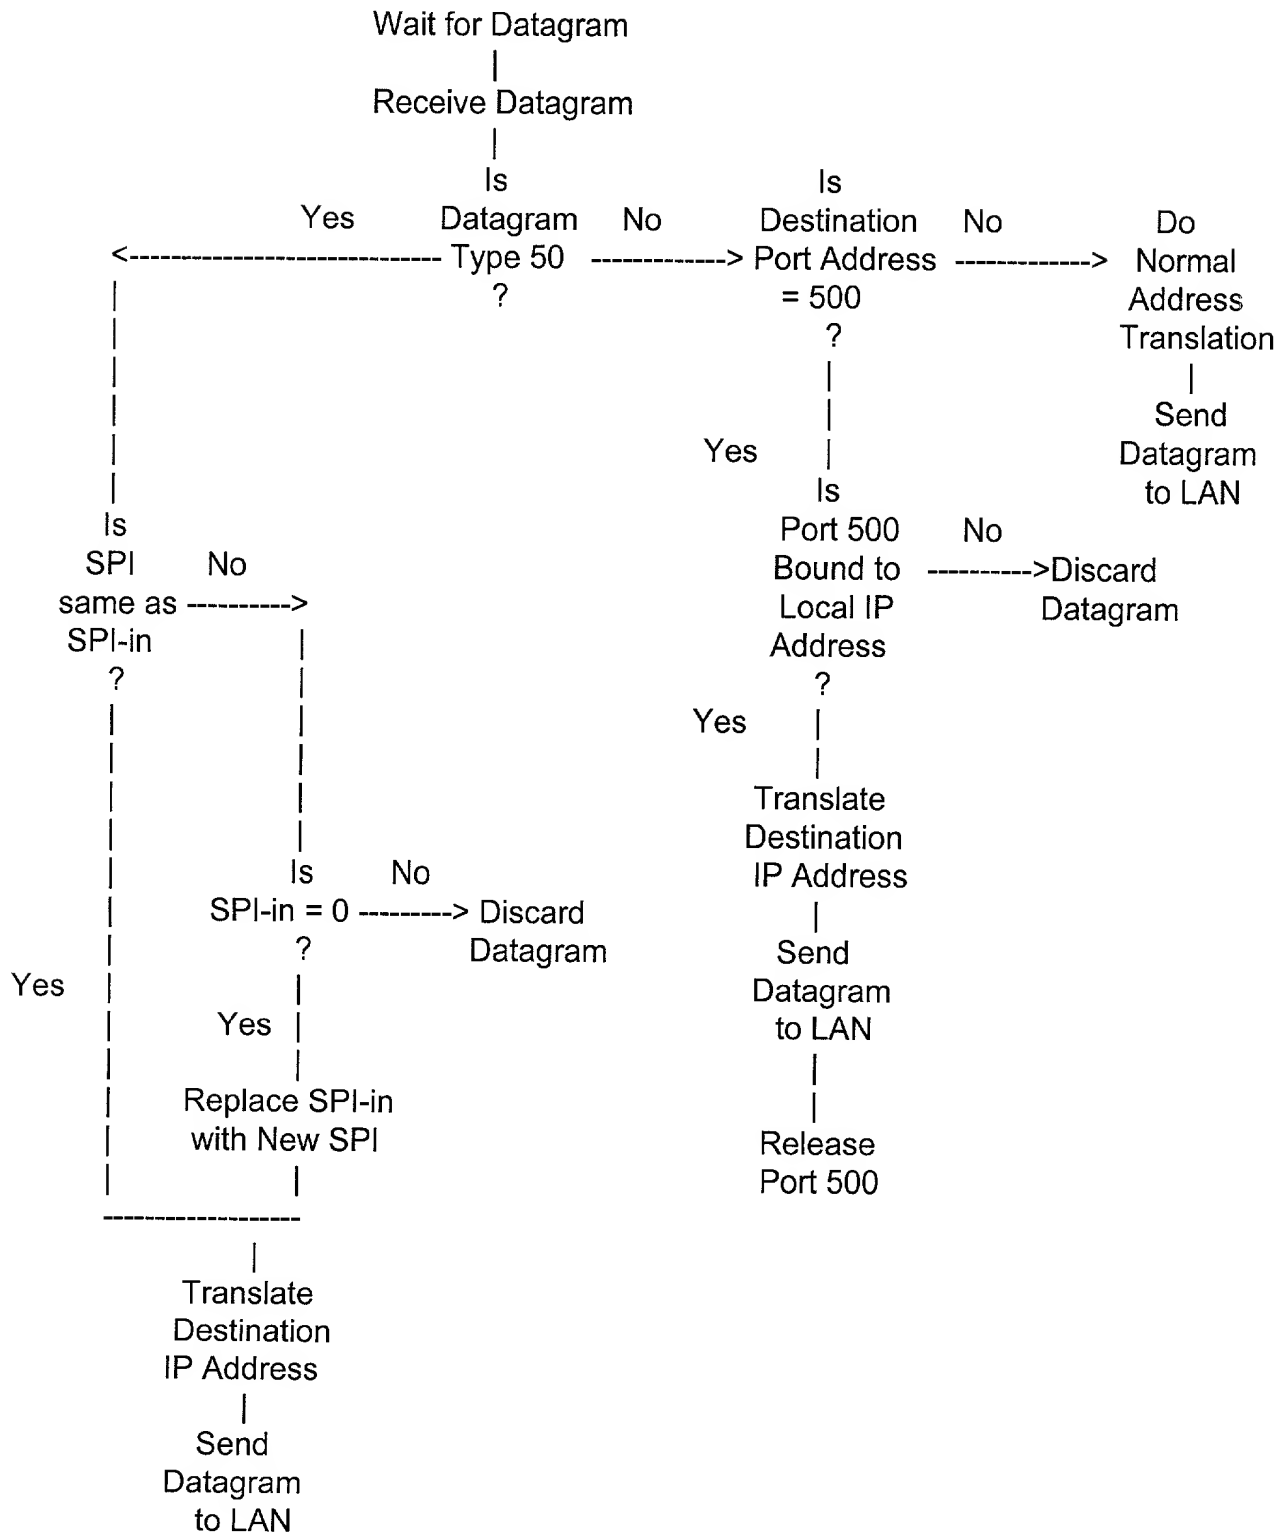 Wait for Datagram
|
Receive Datagram
|
Is
Datagram
Type 50
?
Yes
<-----------------------------
No
------------->
Is
Destination
Port Address
= 500
?
No
------------->
Do
Normal
Address
Translation
|
Send
Datagram
to LAN
Yes
Is
Port 500
Bound to
Local IP
Address
?
No
---------->Discard
Datagram
Yes
Translate
Destination
IP Address
|
Send
Datagram
to LAN
|
|
Release
Port 500
Is
SPI
same as
SPI-in
?
No
---------->
Is
SPI-in = 0
?
No
---------> Discard
Datagram
Yes
Replace SPI-in
with New SPI
Yes
-------------------
|
Translate
Destination
IP Address
|
Send
Datagram
to LAN